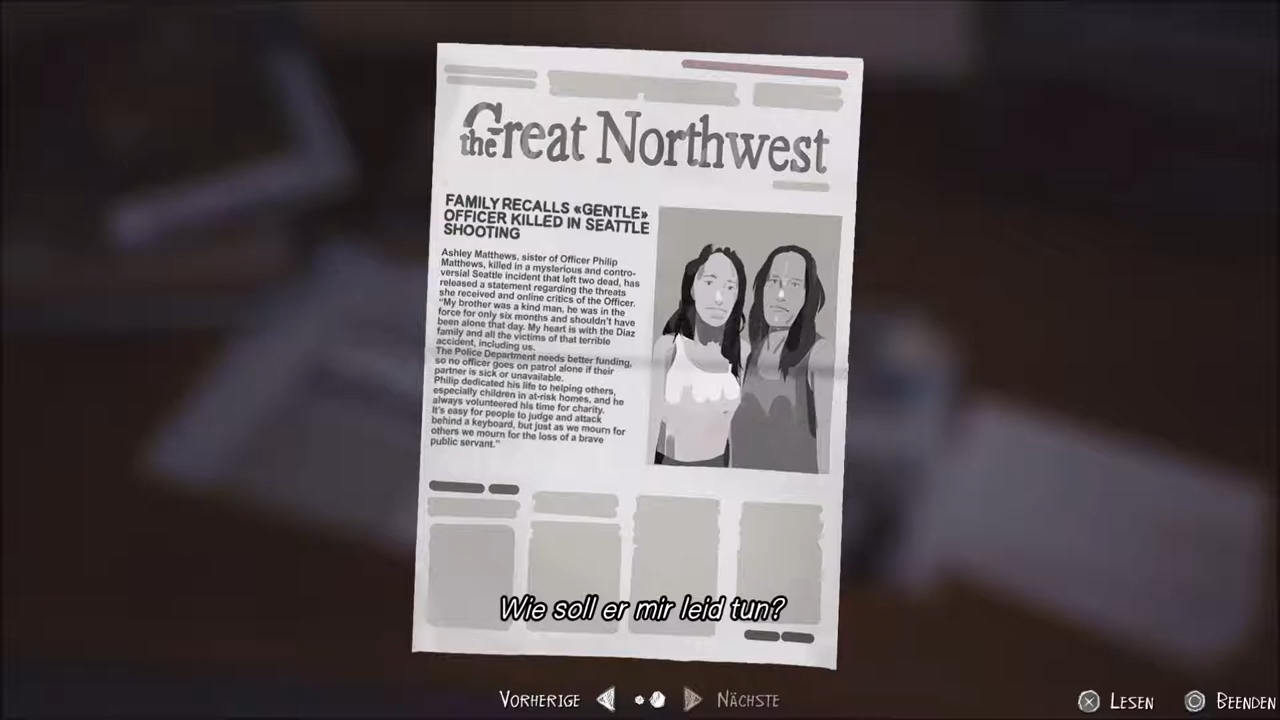 the Great Northwest
FAMILY RECALLS «GENTLE»
OFFICER KILLED IN SEATTLE
SHOOTING
Ashley Matthews, sister of Officer Philip
Matthews, killed in a mysterious and contro-
versial Seattle incident that left two dead, has
released a statement regarding the threats
she received and online critics of the Officer.
"My brother was a kind man, he was in the
force for only six months and shouldn't have
been alone that day. My heart is with the Diaz
family and all the victims of that terrible
accident, including us.
The Police Department needs better funding,
so no officer goes on patrol alone if their
partner is sick or unavailable.
Philip dedicated his life to helping others,
especially children in at-risk homes, and he
always volunteered his time for charity.
It's easy for people to judge and attack
behind a keyboard, but just as we mourn for
others we mourn for the loss of a brave
public servant."
Wie soll er mir leid tun?
VORHERIGE NÄCHSTE
LESEN BEENDEN